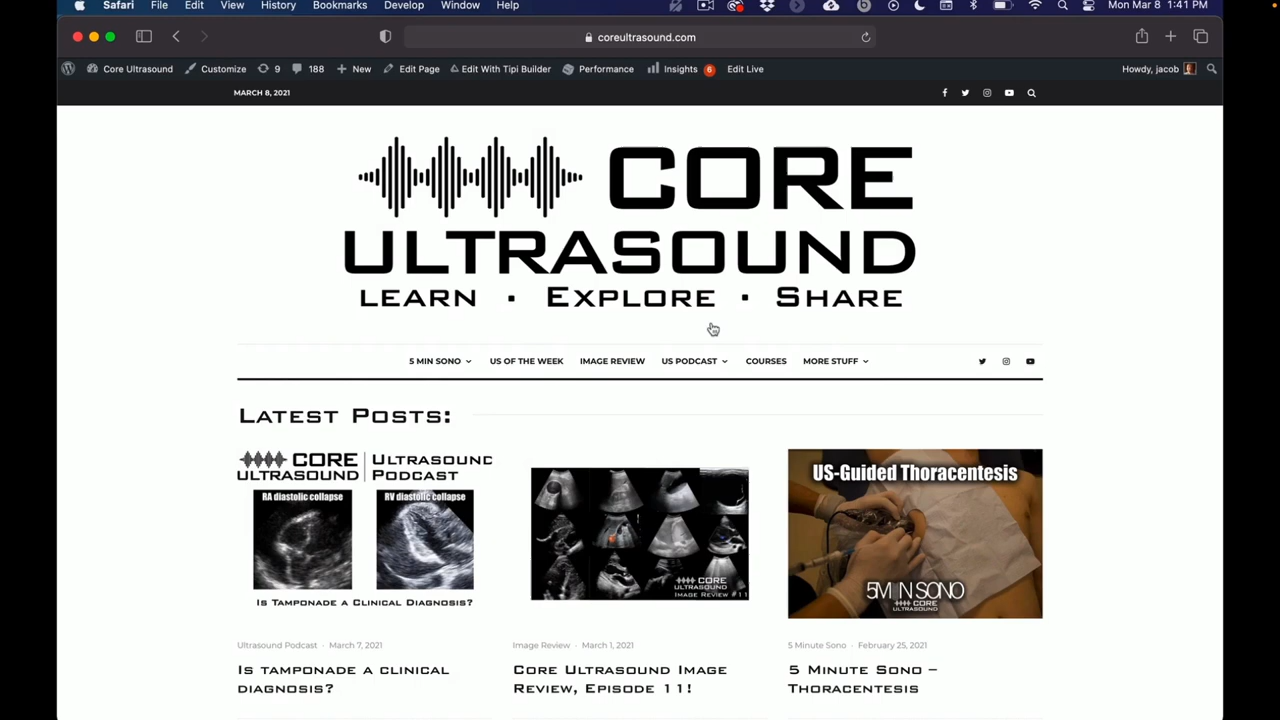 Safari File Edit View History Bookmarks Develop Window Help Mon Mar 8 1:41 PM
coreultrasound.com
Core Ultrasound Customize 9 188 New Edit Page Edit With Tipi Builder Performance Insights 6 Edit Live Howdy, jacob
MARCH 8, 2021
CORE
ULTRASOUND
LEARN · EXPLORE · SHARE
5 MIN SONO US OF THE WEEK IMAGE REVIEW US PODCAST COURSES MORE STUFF
LATEST POSTS:
CORE ULTRASOUND ULTRASOUND PODCAST
RA diastolic collapse RV diastolic collapse
IS TAMPONADE A CLINICAL DIAGNOSIS?
CORE
ULTRASOUND
IMAGE REVIEW #11
US-Guided Thoracentesis
5MIN SONO
CORE
ULTRASOUND
Ultrasound Podcast · March 7, 2021
IS TAMPONADE A CLINICAL
DIAGNOSIS?
Image Review · March 1, 2021
CORE ULTRASOUND IMAGE
REVIEW, EPISODE 11!
5 Minute Sono · February 25, 2021
5 MINUTE SONO –
THORACENTESIS